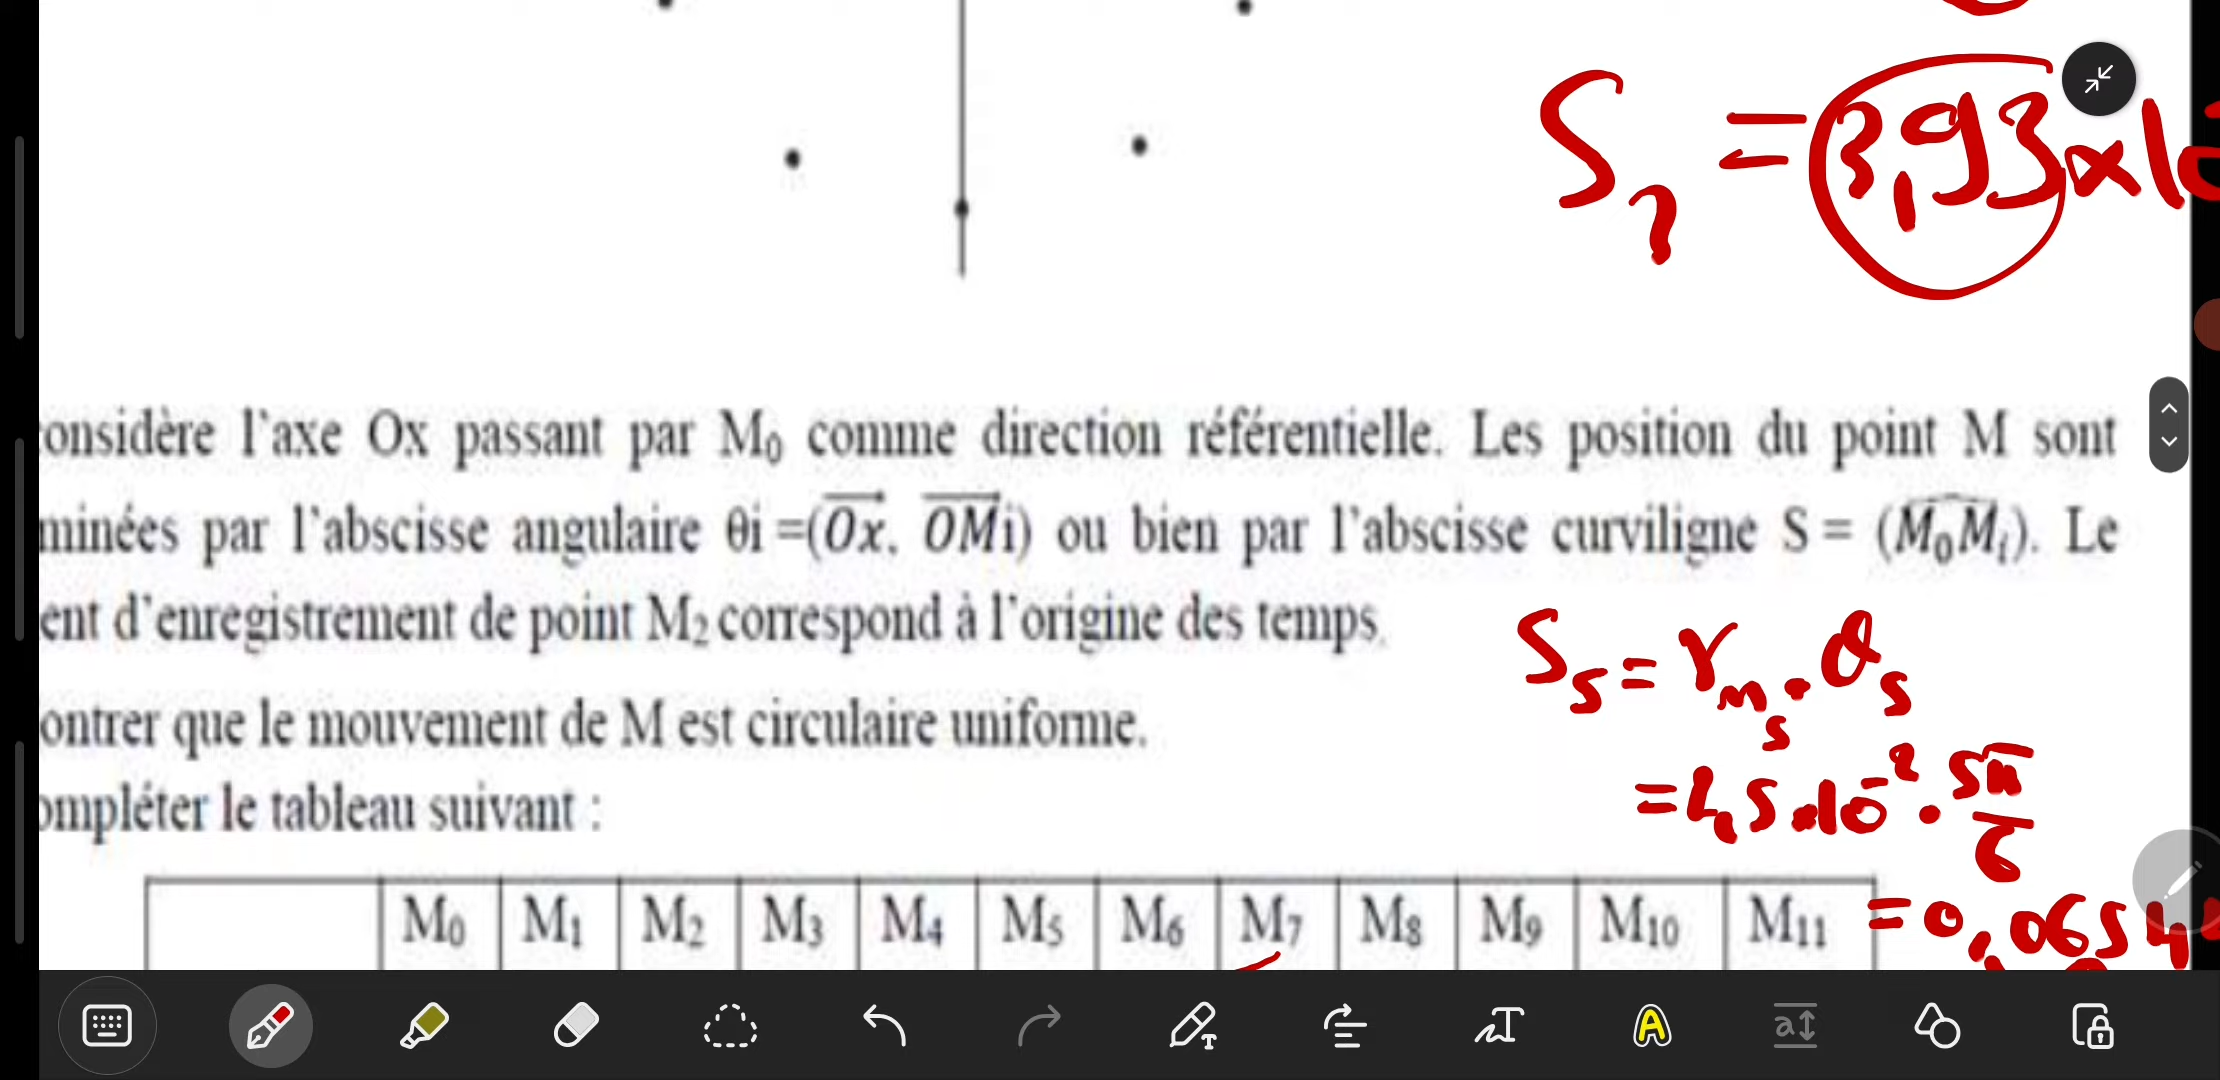 S₂ = 3,93×10
onsidère l'axe Ox passant par M₀ comme direction référentielle. Les position du point M sont
minées par l'abscisse angulaire θi =(Ox, OMi) ou bien par l'abscisse curviligne S = (M₀Mᵢ). Le
ent d'enregistrement de point M₂ correspond à l'origine des temps.
S₅ = r_M₅ . θ₅
ontrer que le mouvement de M est circulaire uniforme.
= 2,5×10⁻² . 5π/6
ompléter le tableau suivant :
M₀ M₁ M₂ M₃ M₄ M₅ M₆ M₇ M₈ M₉ M₁₀ M₁₁
= 0,0654